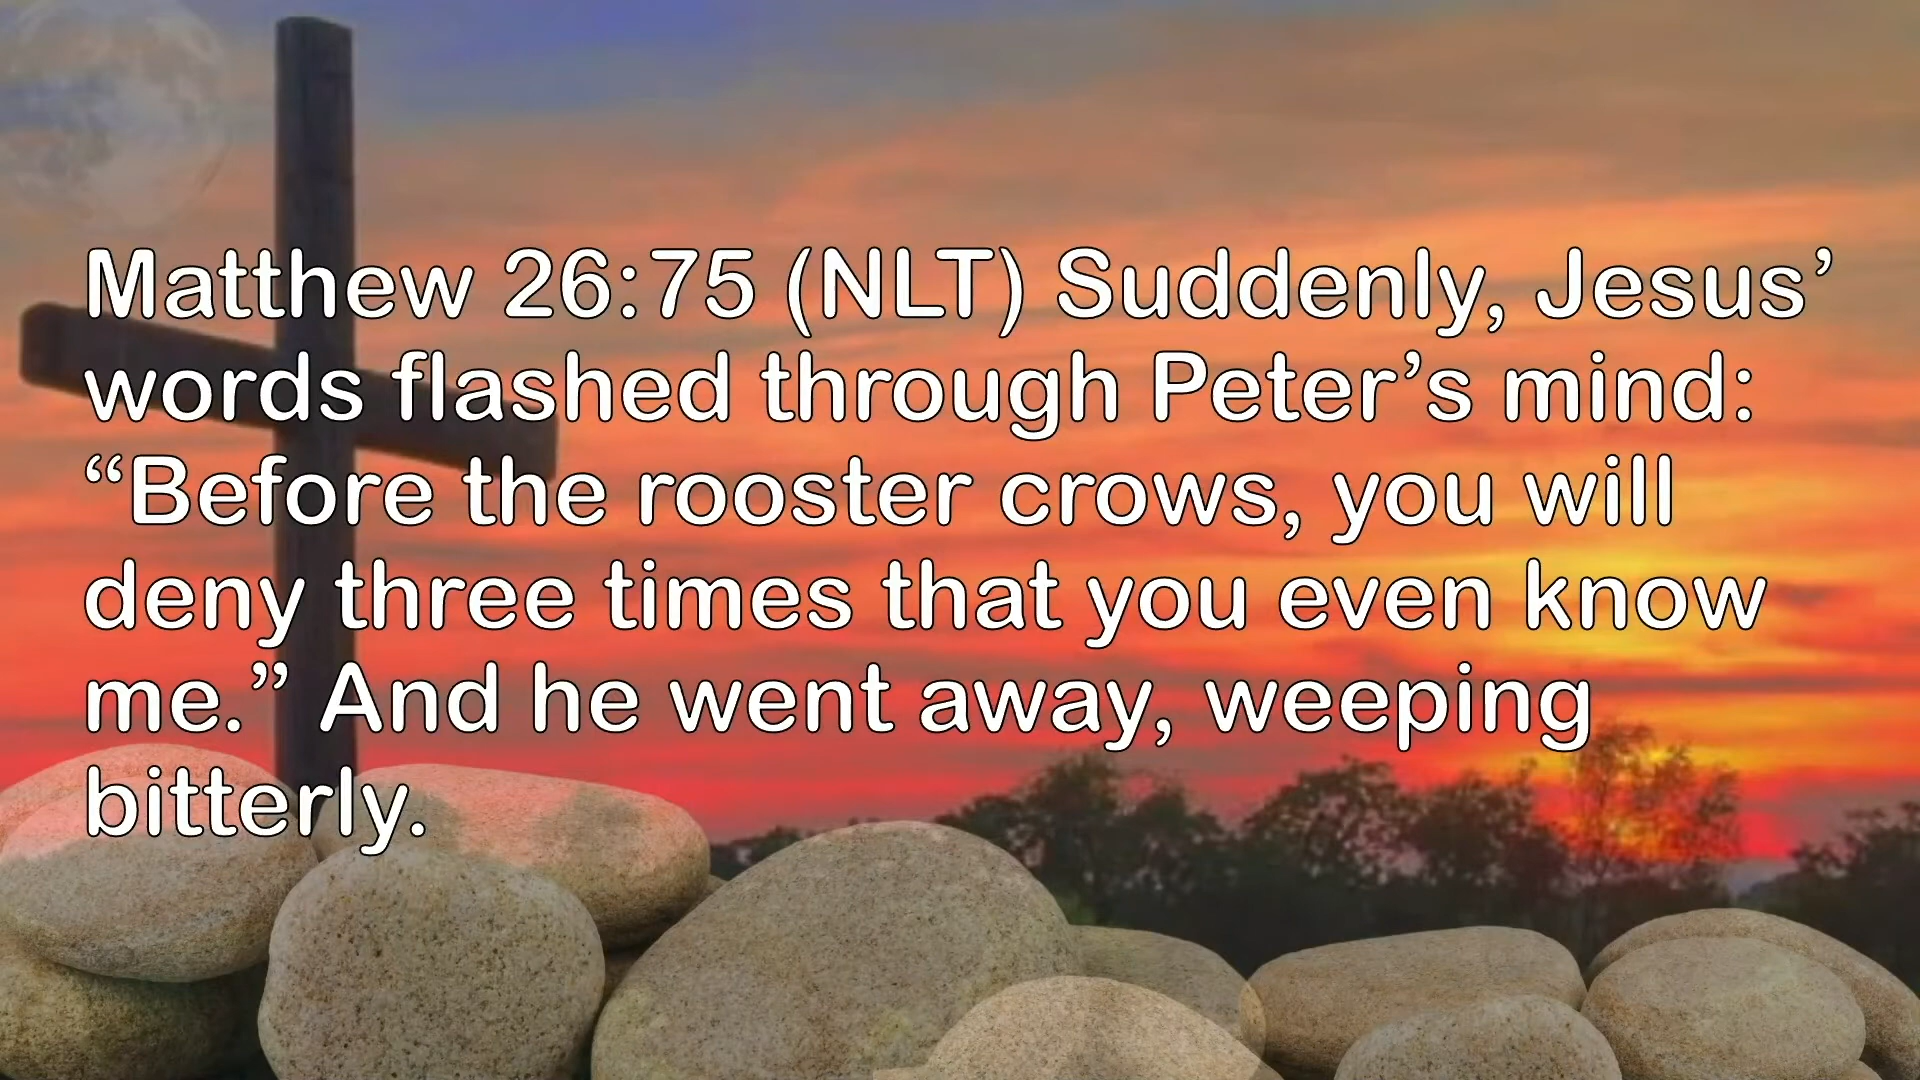 Matthew 26:75 (NLT) Suddenly, Jesus’
words flashed through Peter’s mind:
“Before the rooster crows, you will
deny three times that you even know
me.” And he went away, weeping
bitterly.